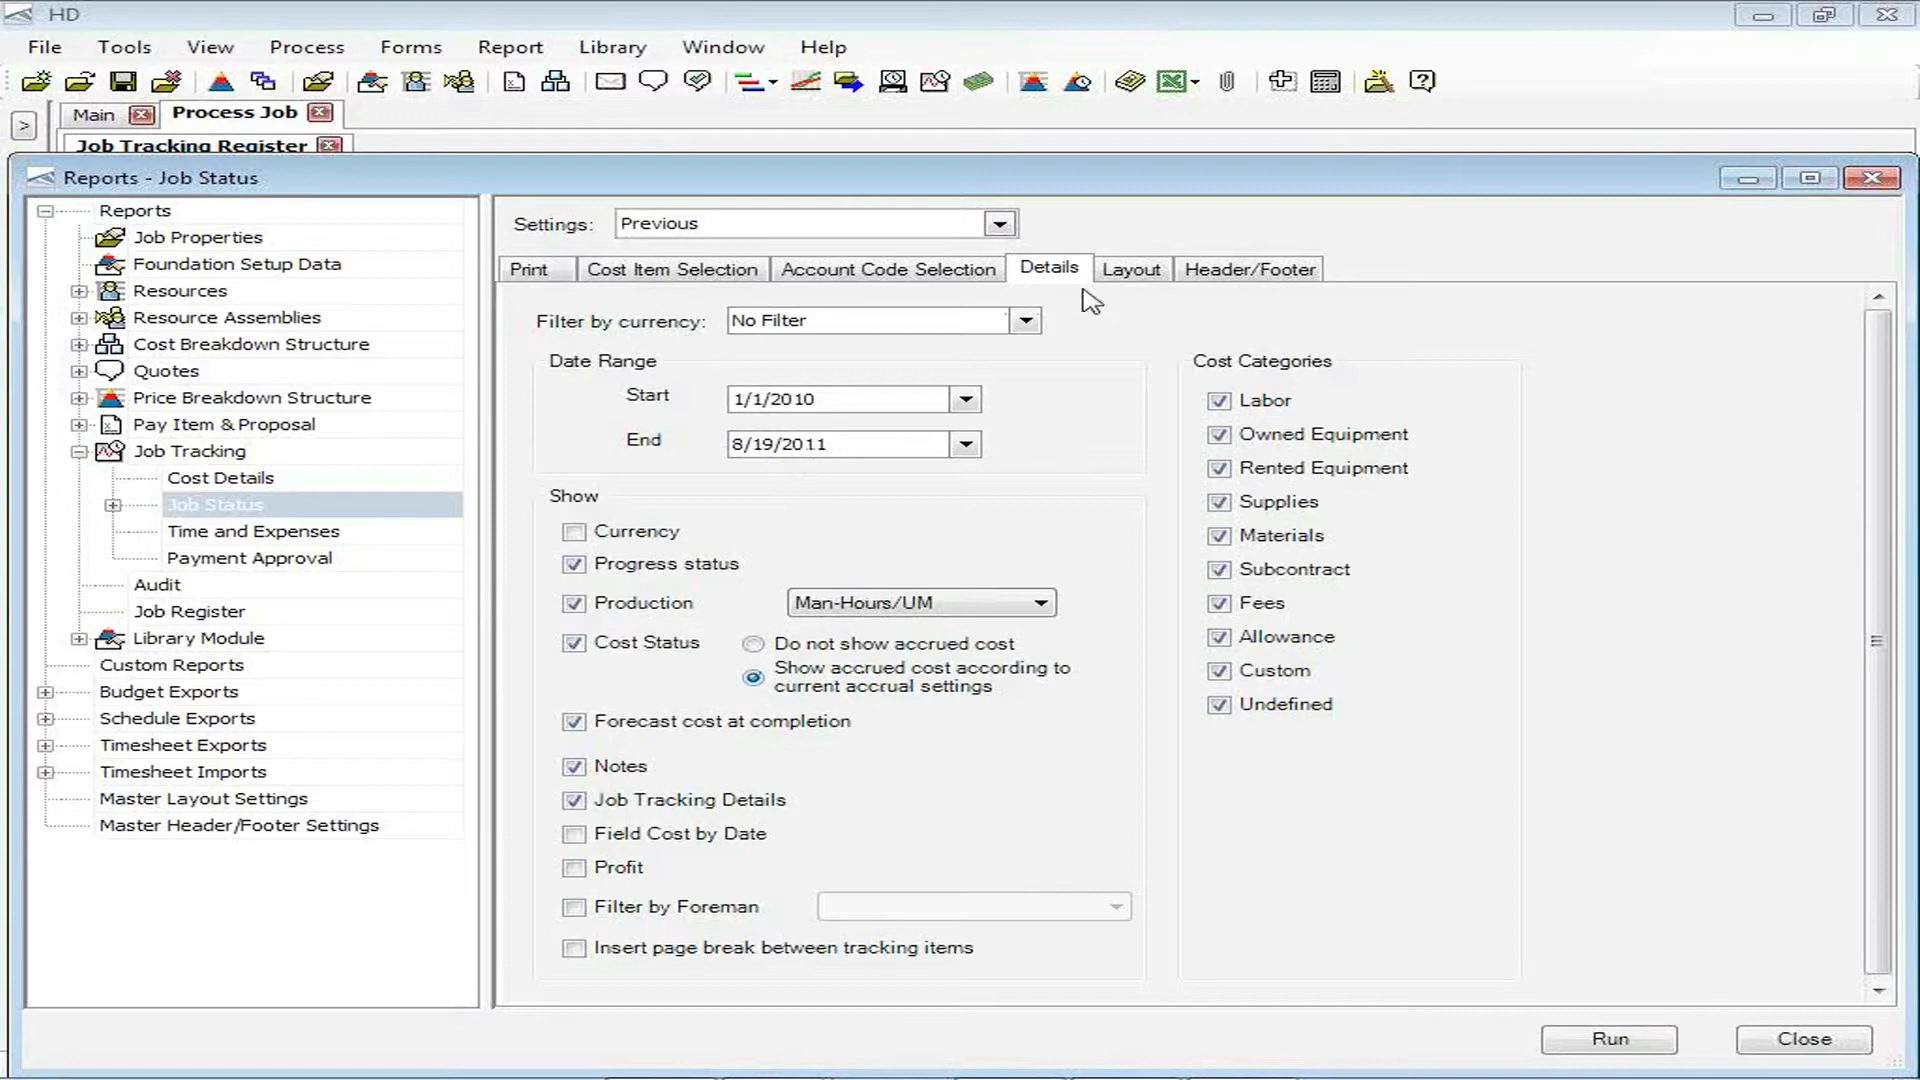 HD
File Tools View Process Forms Report Library Window Help
Main Process Job
Job Tracking Register
Reports - Job Status
Reports
Job Properties
Foundation Setup Data
Resources
Resource Assemblies
Cost Breakdown Structure
Quotes
Price Breakdown Structure
Pay Item & Proposal
Job Tracking
Cost Details
Job Status
Time and Expenses
Payment Approval
Audit
Job Register
Library Module
Custom Reports
Budget Exports
Schedule Exports
Timesheet Exports
Timesheet Imports
Master Layout Settings
Master Header/Footer Settings
Settings: Previous
Print Cost Item Selection Account Code Selection Details Layout Header/Footer
Filter by currency: No Filter
Date Range
Start 1/1/2010
End 8/19/2011
Show
Currency
Progress status
Production Man-Hours/UM
Cost Status Do not show accrued cost
Show accrued cost according to
current accrual settings
Forecast cost at completion
Notes
Job Tracking Details
Field Cost by Date
Profit
Filter by Foreman
Insert page break between tracking items
Cost Categories
Labor
Owned Equipment
Rented Equipment
Supplies
Materials
Subcontract
Fees
Allowance
Custom
Undefined
Run Close